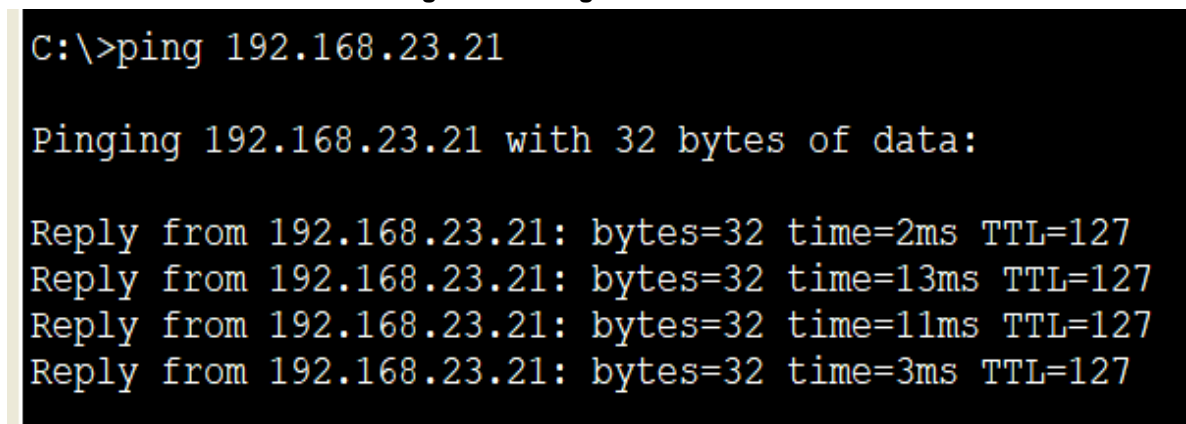 C:\>ping 192.168.23.21
Pinging 192.168.23.21 with 32 bytes of data:
Reply from 192.168.23.21: bytes=32 time=2ms TTL=127
Reply from 192.168.23.21: bytes=32 time=13ms TTL=127
Reply from 192.168.23.21: bytes=32 time=11ms TTL=127
Reply from 192.168.23.21: bytes=32 time=3ms TTL=127